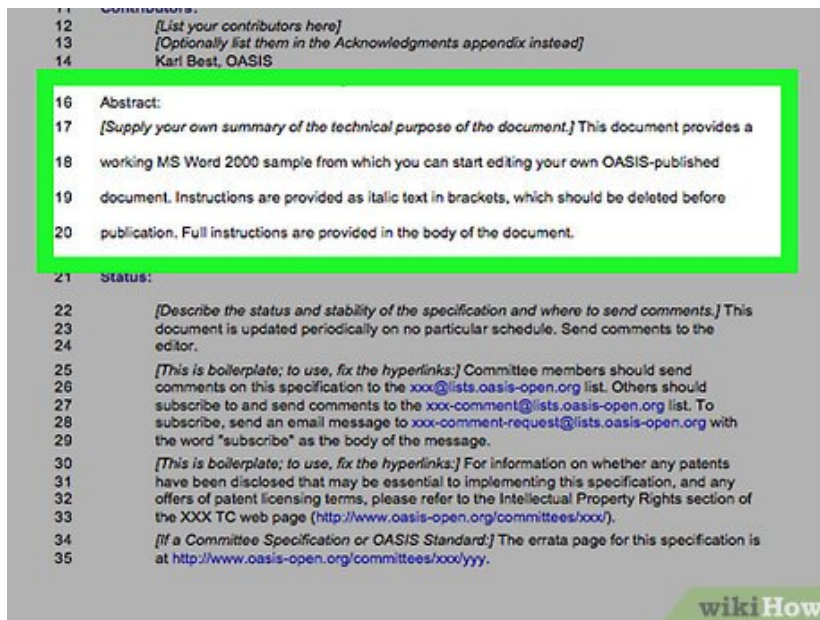 11 Contributors:
12 [List your contributors here]
13 [Optionally list them in the Acknowledgments appendix instead]
14 Karl Best, OASIS
16 Abstract:
17 [Supply your own summary of the technical purpose of the document.] This document provides a
18 working MS Word 2000 sample from which you can start editing your own OASIS-published
19 document. Instructions are provided as italic text in brackets, which should be deleted before
20 publication. Full instructions are provided in the body of the document.
21 Status:
22 [Describe the status and stability of the specification and where to send comments.] This
23 document is updated periodically on no particular schedule. Send comments to the
24 editor.
25 [This is boilerplate; to use, fix the hyperlinks:] Committee members should send
26 comments on this specification to the xxx@lists.oasis-open.org list. Others should
27 subscribe to and send comments to the xxx-comment@lists.oasis-open.org list. To
28 subscribe, send an email message to xxx-comment-request@lists.oasis-open.org with
29 the word "subscribe" as the body of the message.
30 [This is boilerplate; to use, fix the hyperlinks:] For information on whether any patents
31 have been disclosed that may be essential to implementing this specification, and any
32 offers of patent licensing terms, please refer to the Intellectual Property Rights section of
33 the XXX TC web page (http://www.oasis-open.org/committees/xxx/).
34 [If a Committee Specification or OASIS Standard:] The errata page for this specification is
35 at http://www.oasis-open.org/committees/xxx/yyy.
wikiHow